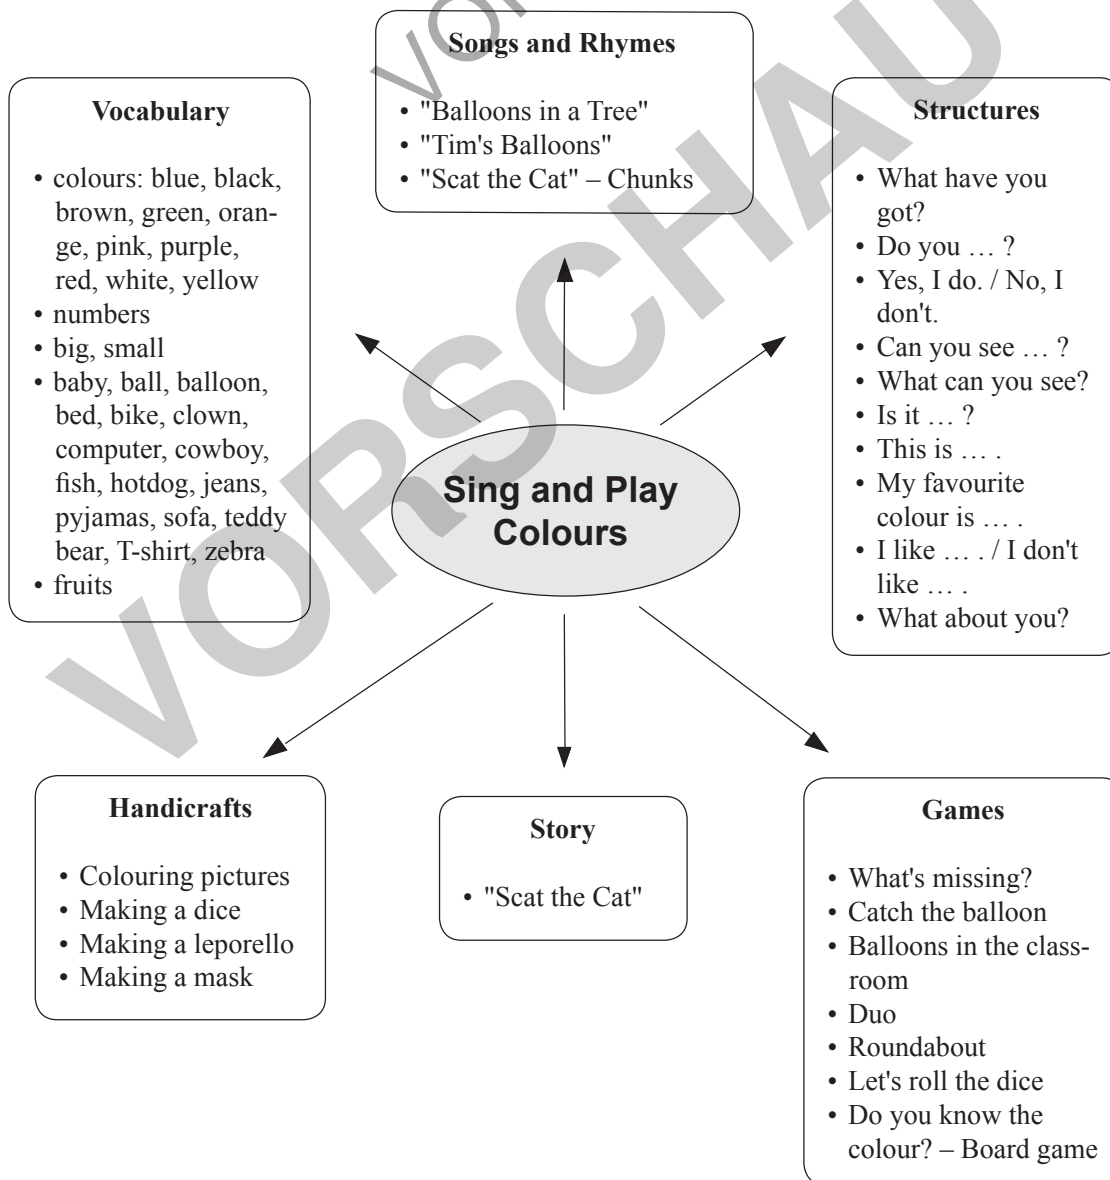 Songs and Rhymes
• "Balloons in a Tree"
• "Tim's Balloons"
• "Scat the Cat" – Chunks
Vocabulary
• colours: blue, black,
brown, green, oran-
ge, pink, purple,
red, white, yellow
• numbers
• big, small
• baby, ball, balloon,
bed, bike, clown,
computer, cowboy,
fish, hotdog, jeans,
pyjamas, sofa, teddy
bear, T-shirt, zebra
• fruits
Structures
• What have you
got?
• Do you … ?
• Yes, I do. / No, I
don't.
• Can you see … ?
• What can you see?
• Is it … ?
• This is … .
• My favourite
colour is … .
• I like … . / I don't
like … .
• What about you?
Sing and Play
Colours
Handicrafts
• Colouring pictures
• Making a dice
• Making a leporello
• Making a mask
Story
• "Scat the Cat"
Games
• What's missing?
• Catch the balloon
• Balloons in the class-
room
• Duo
• Roundabout
• Let's roll the dice
• Do you know the
colour? – Board game
VORSCHAU